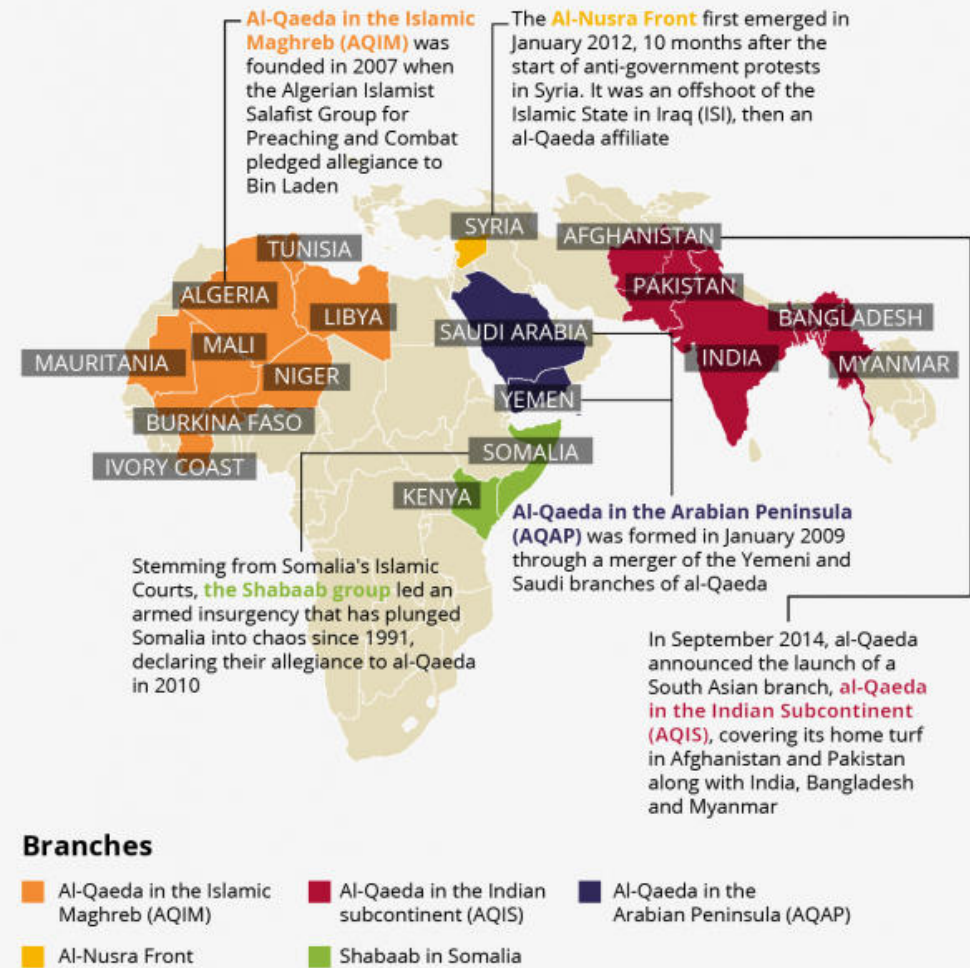 Al-Qaeda in the Islamic
Maghreb (AQIM) was
founded in 2007 when
the Algerian Islamist
Salafist Group for
Preaching and Combat
pledged allegiance to
Bin Laden
The Al-Nusra Front first emerged in
January 2012, 10 months after the
start of anti-government protests
in Syria. It was an offshoot of the
Islamic State in Iraq (ISI), then an
al-Qaeda affiliate
SYRIA
AFGHANISTAN
TUNISIA
PAKISTAN
ALGERIA
LIBYA
BANGLADESH
SAUDI ARABIA
MALI
INDIA
MAURITANIA
MYANMAR
NIGER
YEMEN
BURKINA FASO
SOMALIA
IVORY COAST
KENYA
Al-Qaeda in the Arabian Peninsula
(AQAP) was formed in January 2009
through a merger of the Yemeni and
Saudi branches of al-Qaeda
Stemming from Somalia's Islamic
Courts, the Shabaab group led an
armed insurgency that has plunged
Somalia into chaos since 1991,
declaring their allegiance to al-Qaeda
in 2010
In September 2014, al-Qaeda
announced the launch of a
South Asian branch, al-Qaeda
in the Indian Subcontinent
(AQIS), covering its home turf
in Afghanistan and Pakistan
along with India, Bangladesh
and Myanmar
Branches
Al-Qaeda in the Islamic
Maghreb (AQIM)
Al-Qaeda in the Indian
subcontinent (AQIS)
Al-Qaeda in the
Arabian Peninsula (AQAP)
Al-Nusra Front
Shabaab in Somalia